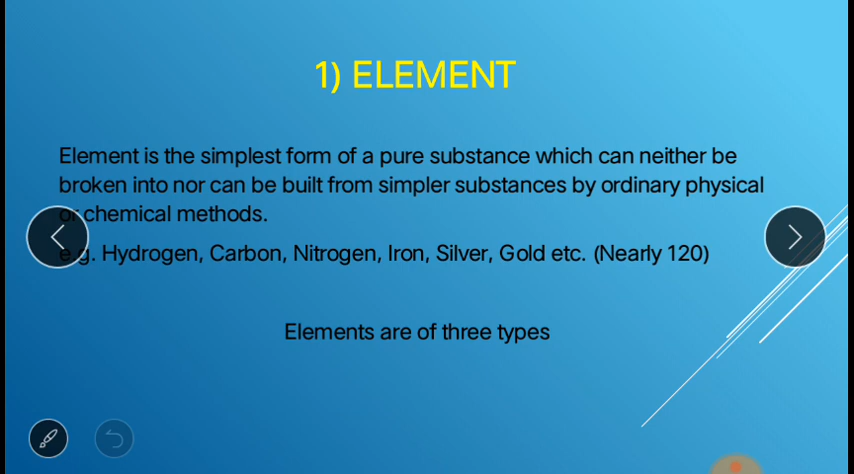 1) ELEMENT
Element is the simplest form of a pure substance which can neither be
broken into nor can be built from simpler substances by ordinary physical
or chemical methods.
e.g. Hydrogen, Carbon, Nitrogen, Iron, Silver, Gold etc. (Nearly 120)
Elements are of three types